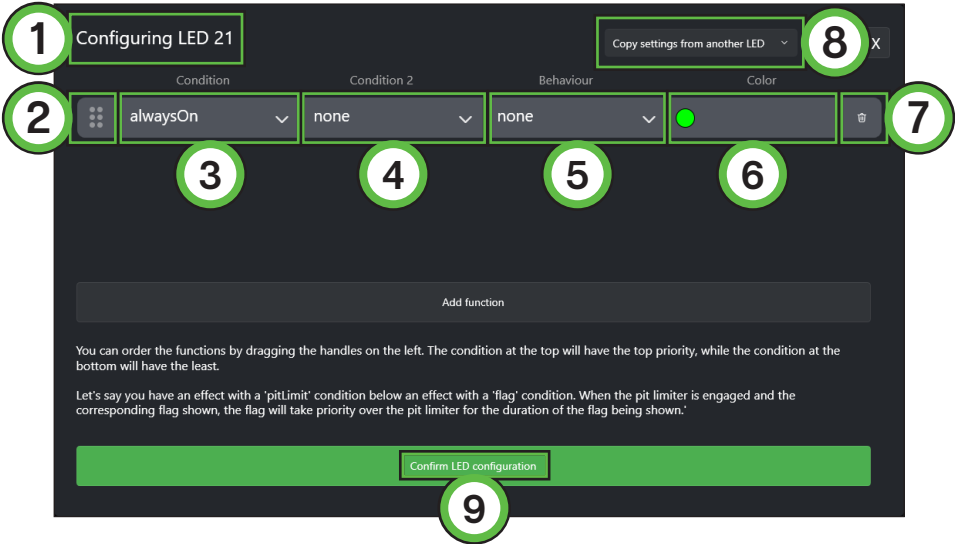 1
Configuring LED 21
Copy settings from another LED
8
X
Condition
Condition 2
Behaviour
Color
2
alwaysOn
none
none
7
3
4
5
6
Add function
You can order the functions by dragging the handles on the left. The condition at the top will have the top priority, while the condition at the
bottom will have the least.
Let's say you have an effect with a 'pitLimit' condition below an effect with a 'flag' condition. When the pit limiter is engaged and the
corresponding flag shown, the flag will take priority over the pit limiter for the duration of the flag being shown.'
Confirm LED configuration
9